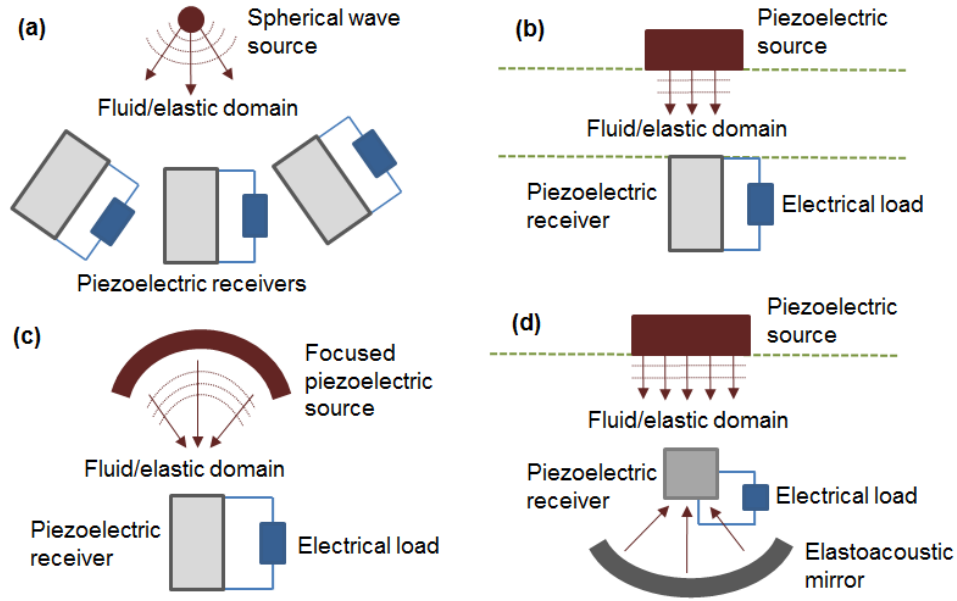 (a)
Spherical wave
source
Fluid/elastic domain
Piezoelectric receivers
(b)
Piezoelectric
source
Fluid/elastic domain
Piezoelectric
receiver
Electrical load
(c)
Focused
piezoelectric
source
Fluid/elastic domain
Piezoelectric
receiver
Electrical load
(d)
Piezoelectric
source
Fluid/elastic domain
Piezoelectric
receiver
Electrical load
Elastoacoustic
mirror